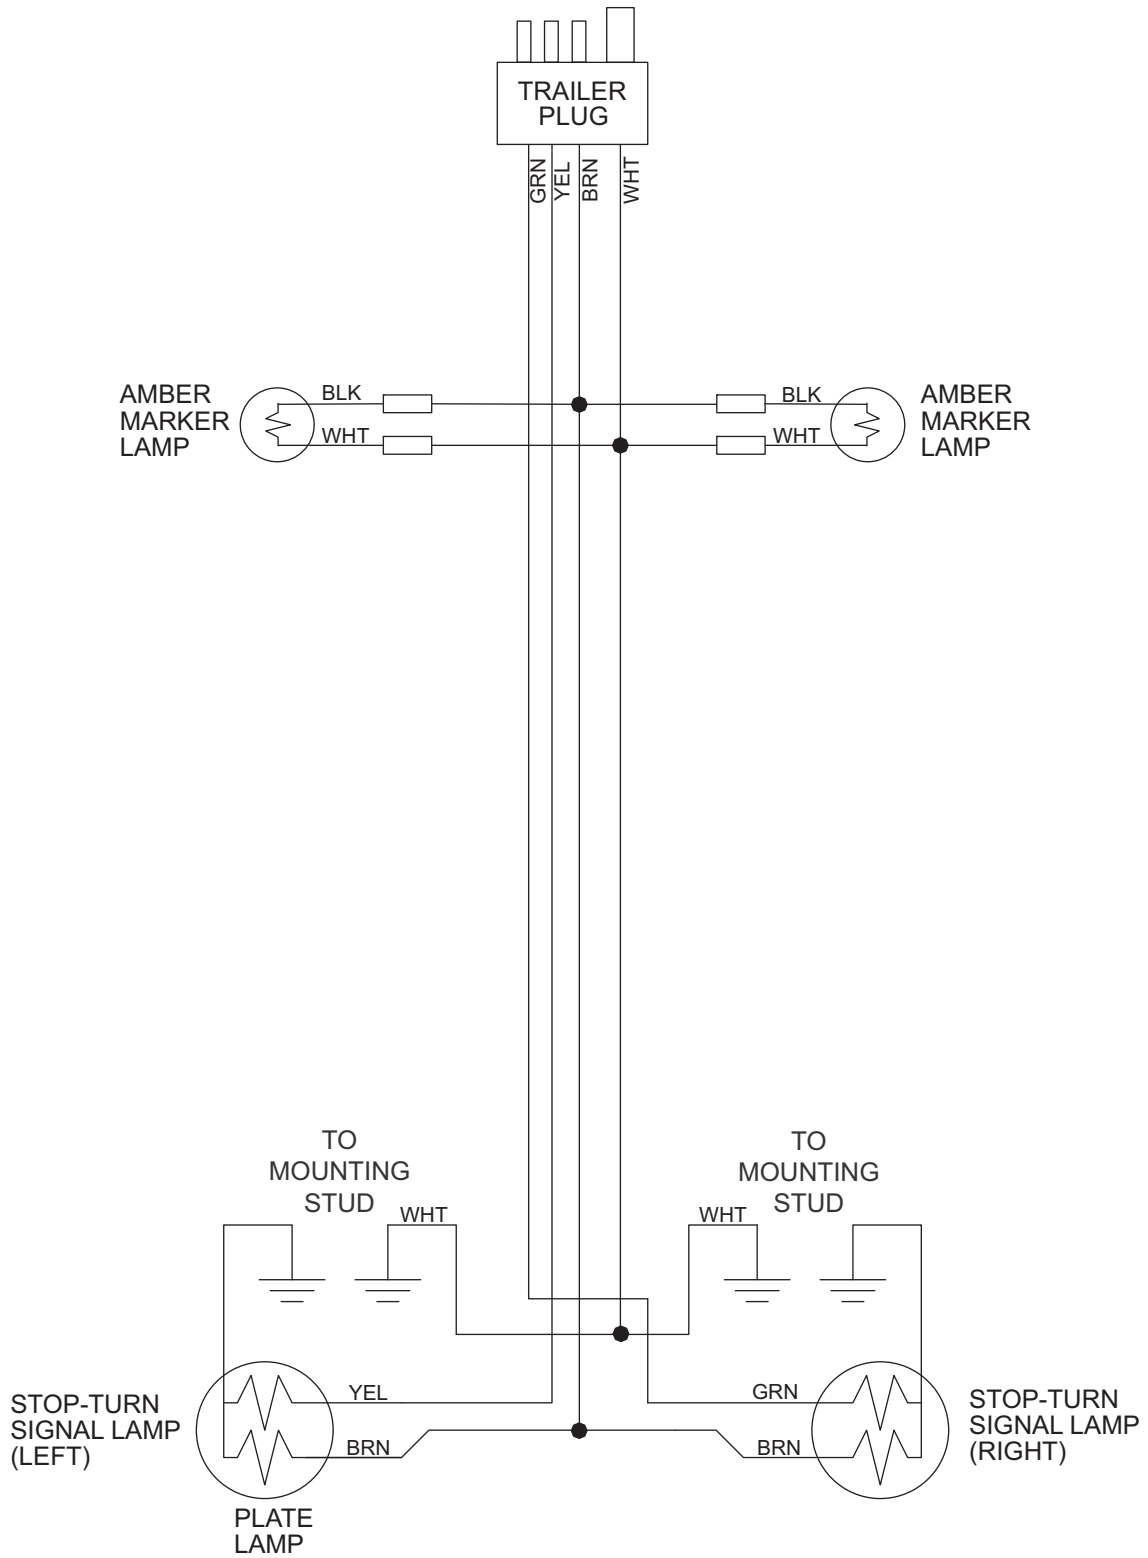 TRAILER
PLUG
GRN
YEL
BRN
WHT
AMBER
MARKER
LAMP
BLK
WHT
BLK
WHT
AMBER
MARKER
LAMP
TO
MOUNTING
STUD
WHT
TO
MOUNTING
STUD
WHT
STOP-TURN
SIGNAL LAMP
(LEFT)
YEL
BRN
PLATE
LAMP
GRN
BRN
STOP-TURN
SIGNAL LAMP
(RIGHT)